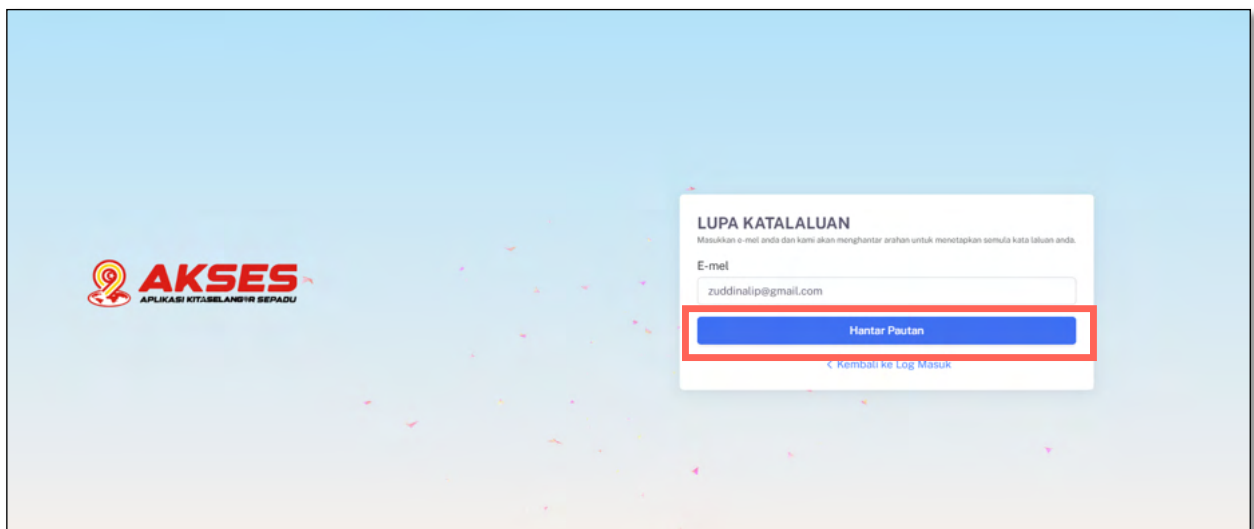 AKSES
APLIKASI KITASELANGOR SEPADU
LUPA KATALALUAN
Masukkan e-mel anda dan kami akan menghantar arahan untuk menetapkan semula kata laluan anda.
E-mel
zuddinalip@gmail.com
Hantar Pautan
< Kembali ke Log Masuk